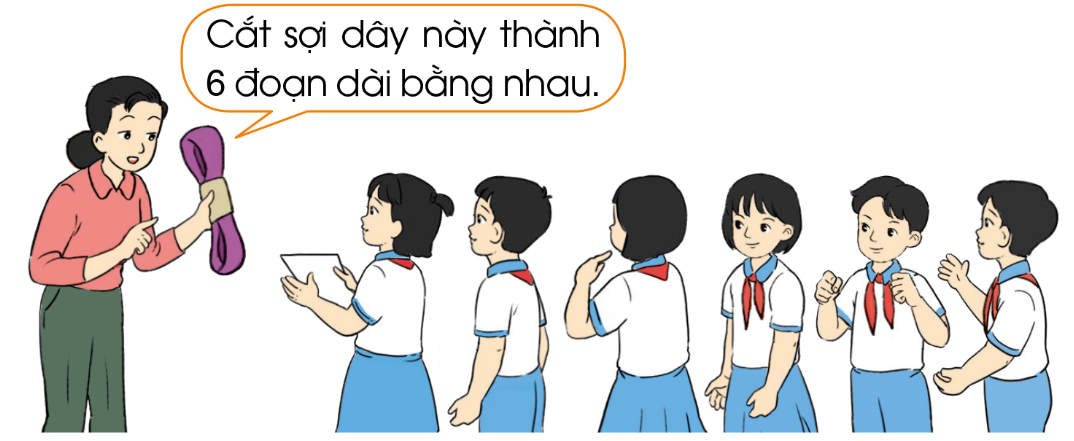 Cắt sợi dây này thành
6 đoạn dài bằng nhau.